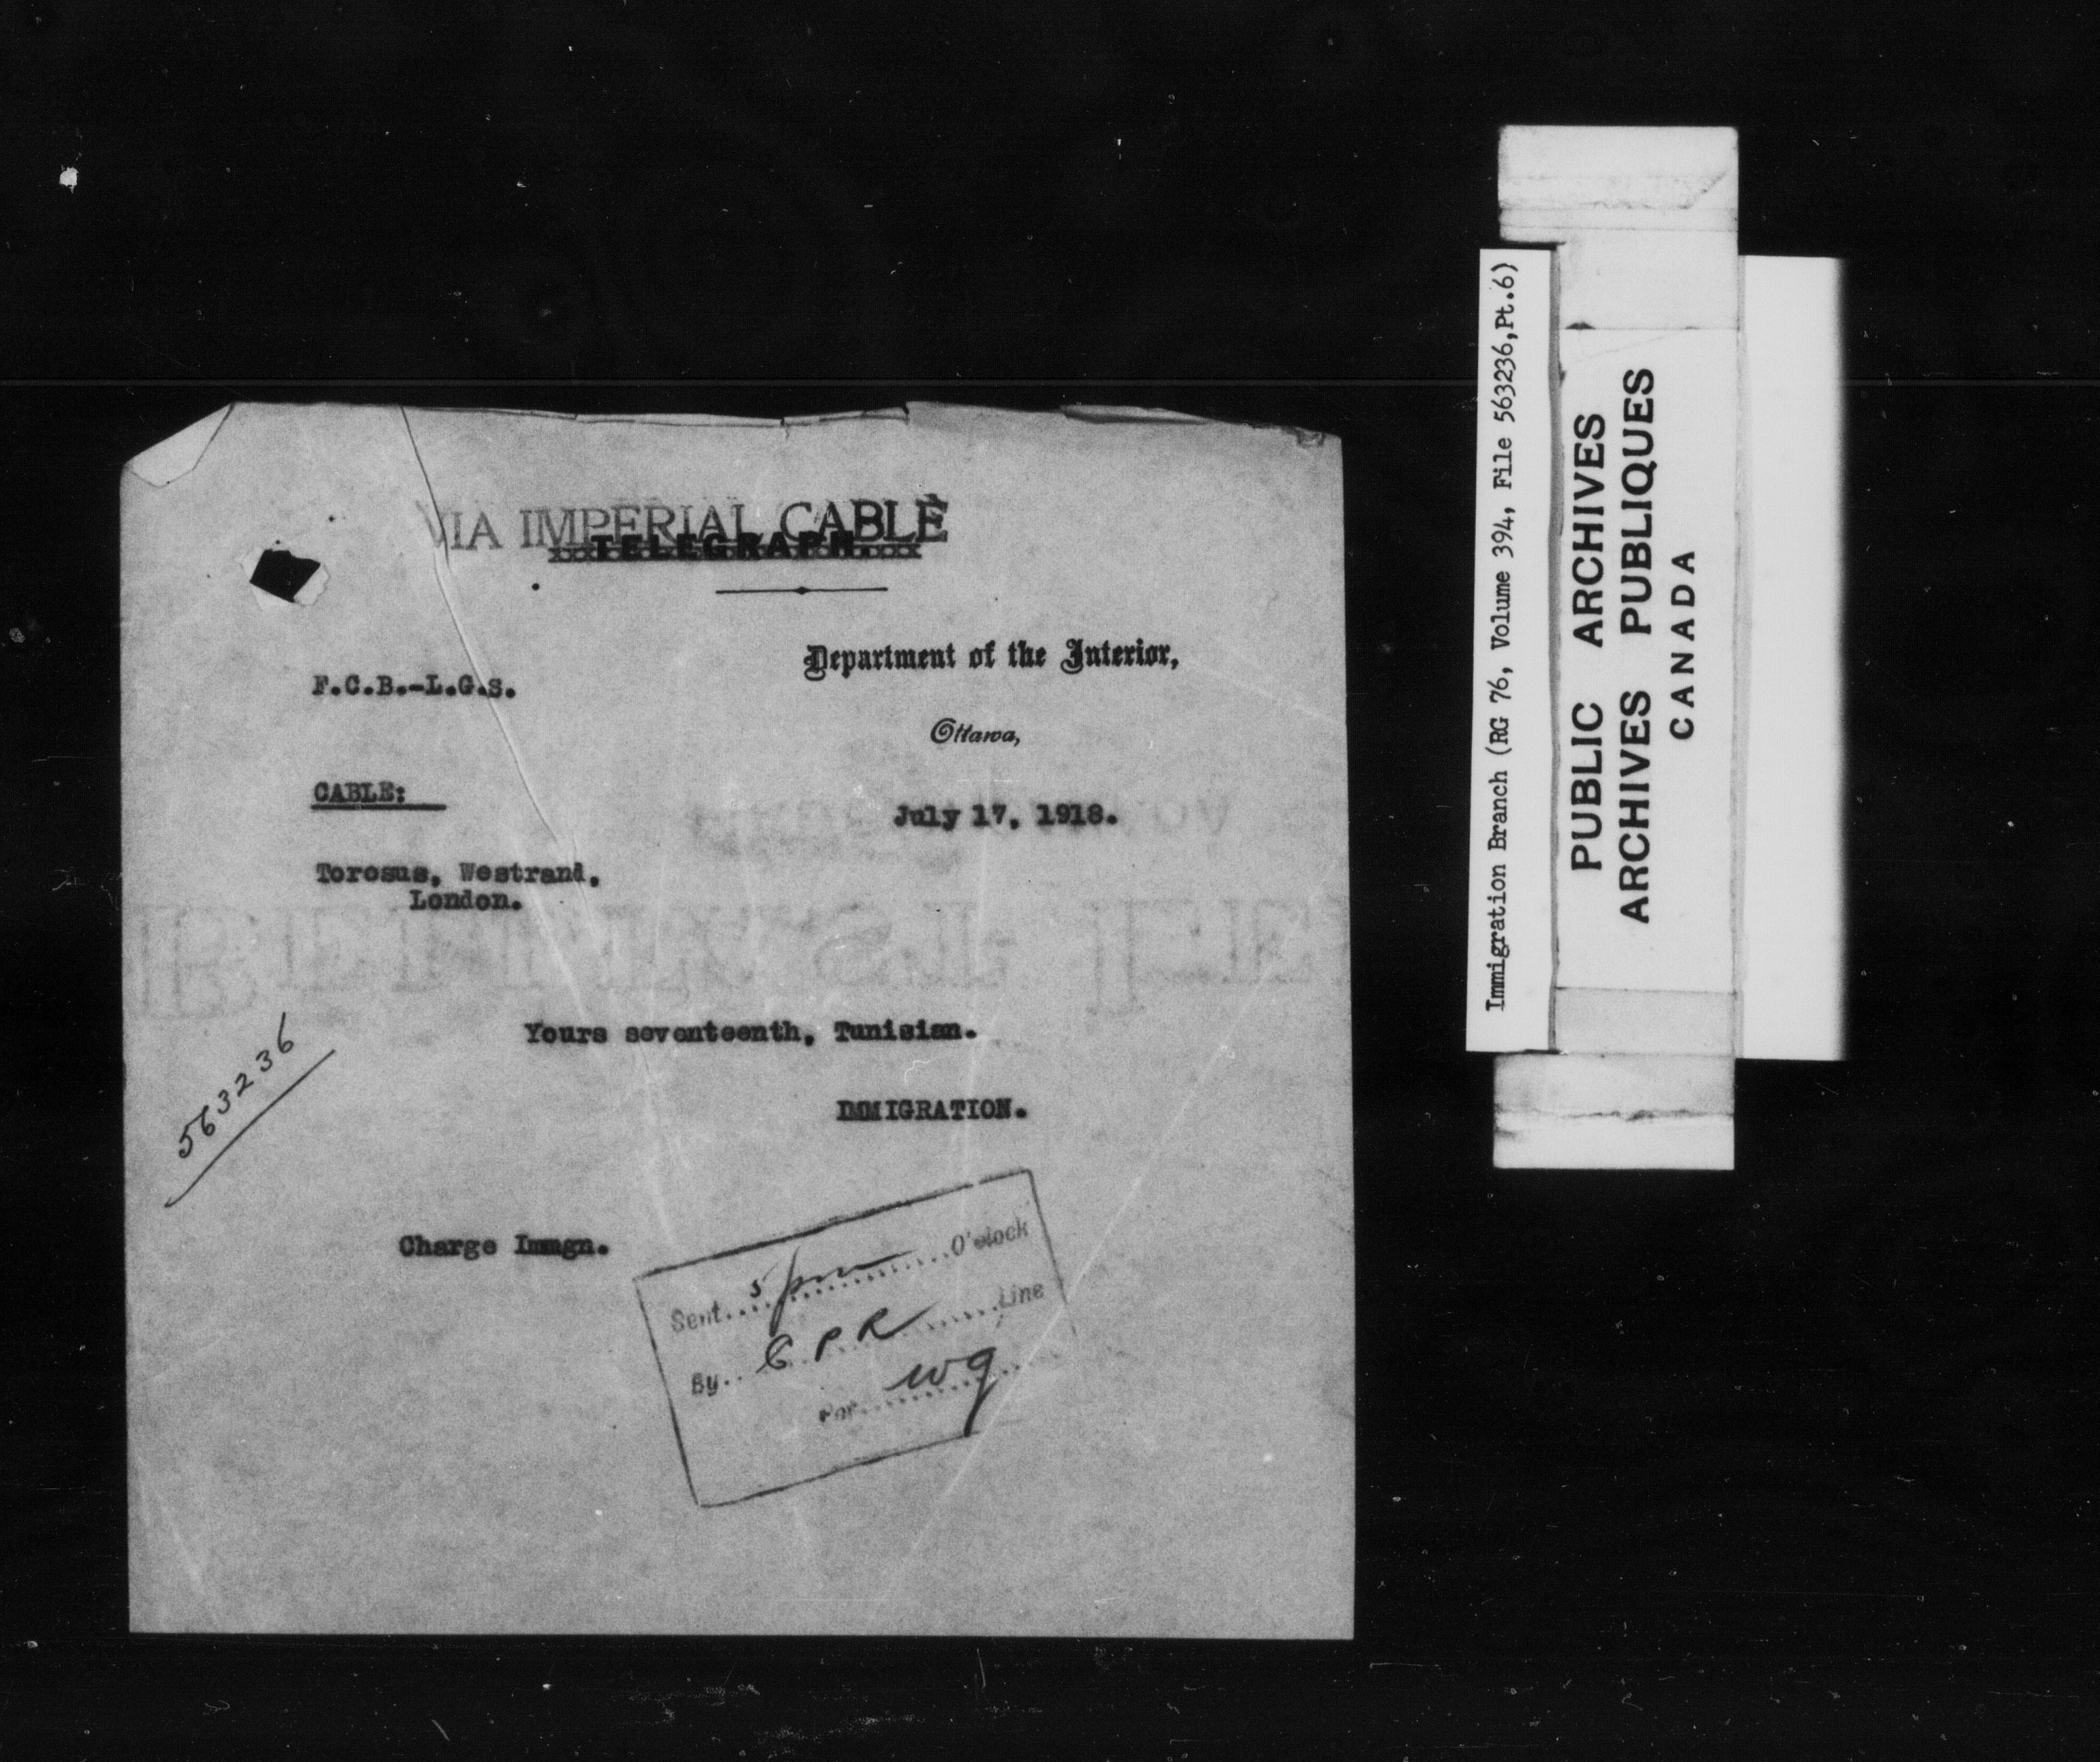 VIA IMPERIAL CABLE
TELEGRAPH.
Department of the Interior,
F.C.B.-L.G.S.
Ottawa,
CABLE:
July 17, 1918.
Torosus, Westrand,
London.
Yours seventeenth, Tunisian.
IMMIGRATION.
563236
Charge Immgn.
Sent 5 pm O'clock
By C P R Line
Per wg
Immigration Branch (RG 76, Volume 394, File 563236,Pt.6)
PUBLIC ARCHIVES
ARCHIVES PUBLIQUES
CANADA